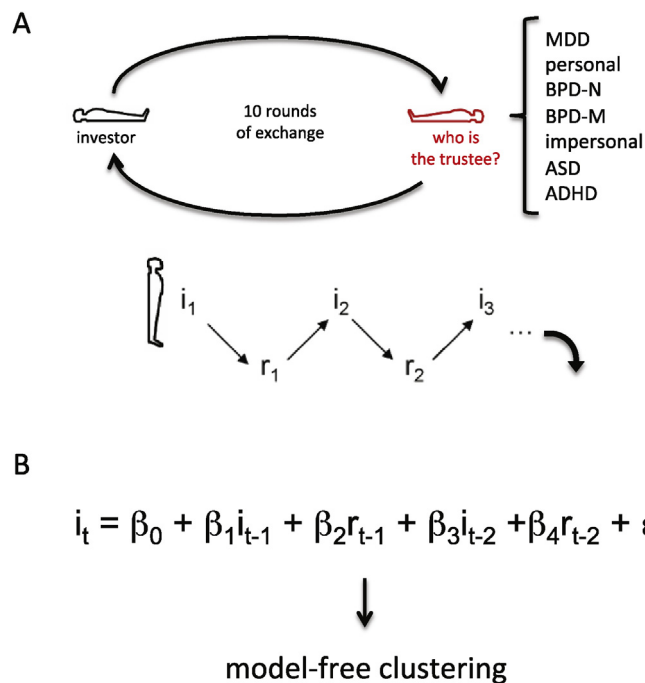 A
MDD
personal
BPD-N
BPD-M
impersonal
ASD
ADHD
10 rounds
of exchange
investor
who is
the trustee?
i₁ i₂ i₃ ...
r₁ r₂
B
iₜ = β₀ + β₁iₜ₋₁ + β₂rₜ₋₁ + β₃iₜ₋₂ +β₄rₜ₋₂ +
model-free clustering